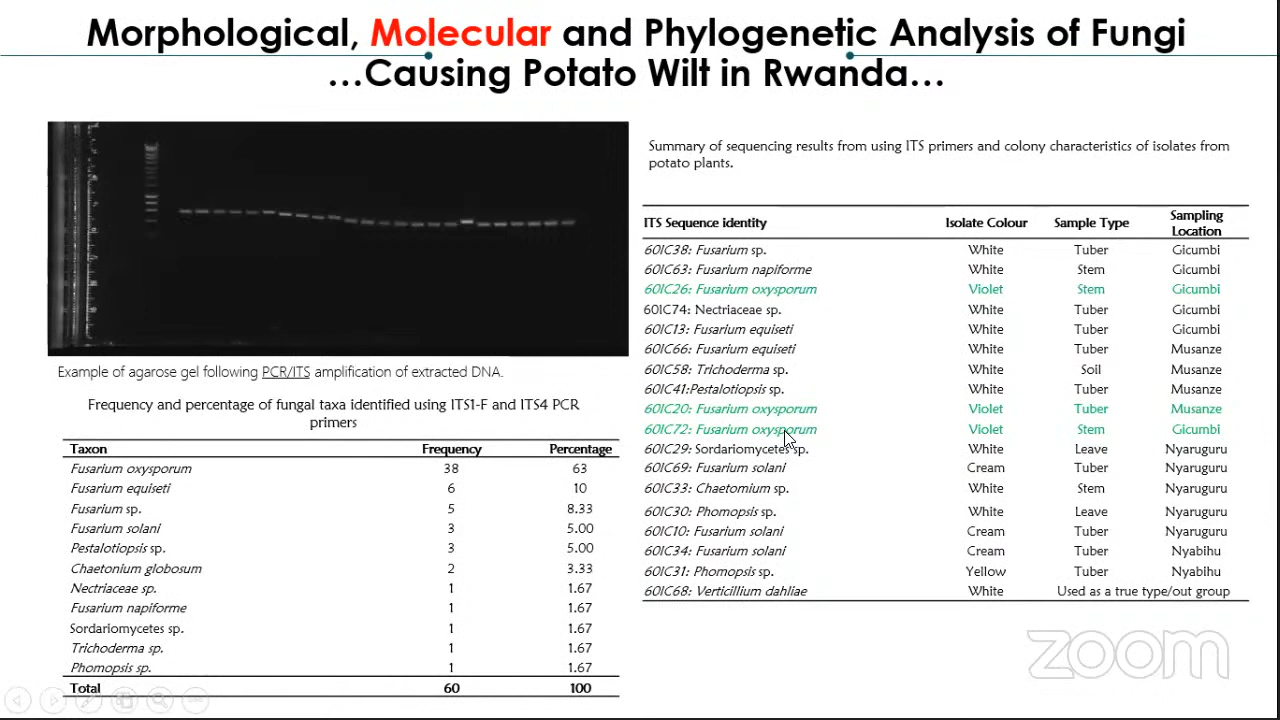 Morphological, Molecular and Phylogenetic Analysis of Fungi
...Causing Potato Wilt in Rwanda...
Example of agarose gel following PCR/ITS amplification of extracted DNA.
Frequency and percentage of fungal taxa identified using ITS1-F and ITS4 PCR
primers
Taxon Frequency Percentage
Fusarium oxysporum 38 63
Fusarium equiseti 6 10
Fusarium sp. 5 8.33
Fusarium solani 3 5.00
Pestalotiopsis sp. 3 5.00
Chaetonium globosum 2 3.33
Nectriaceae sp. 1 1.67
Fusarium napiforme 1 1.67
Sordariomycetes sp. 1 1.67
Trichoderma sp. 1 1.67
Phomopsis sp. 1 1.67
Total 60 100
Summary of sequencing results from using ITS primers and colony characteristics of isolates from
potato plants.
ITS Sequence identity Isolate Colour Sample Type Sampling
Location
60IC38: Fusarium sp. White Tuber Gicumbi
60IC63: Fusarium napiforme White Stem Gicumbi
60IC26: Fusarium oxysporum Violet Stem Gicumbi
60IC74: Nectriaceae sp. White Tuber Gicumbi
60IC13: Fusarium equiseti White Tuber Gicumbi
60IC66: Fusarium equiseti White Tuber Musanze
60IC58: Trichoderma sp. White Soil Musanze
60IC41:Pestalotiopsis sp. White Tuber Musanze
60IC20: Fusarium oxysporum Violet Tuber Musanze
60IC72: Fusarium oxysporum Violet Stem Gicumbi
60IC29: Sordariomycetes sp. White Leave Nyaruguru
60IC69: Fusarium solani Cream Tuber Nyaruguru
60IC33: Chaetomium sp. White Stem Nyaruguru
60IC30: Phomopsis sp. White Leave Nyaruguru
60IC10: Fusarium solani Cream Tuber Nyaruguru
60IC34: Fusarium solani Cream Tuber Nyabihu
60IC31: Phomopsis sp. Yellow Tuber Nyabihu
60IC68: Verticillium dahliae White Used as a true type/out group
zoom